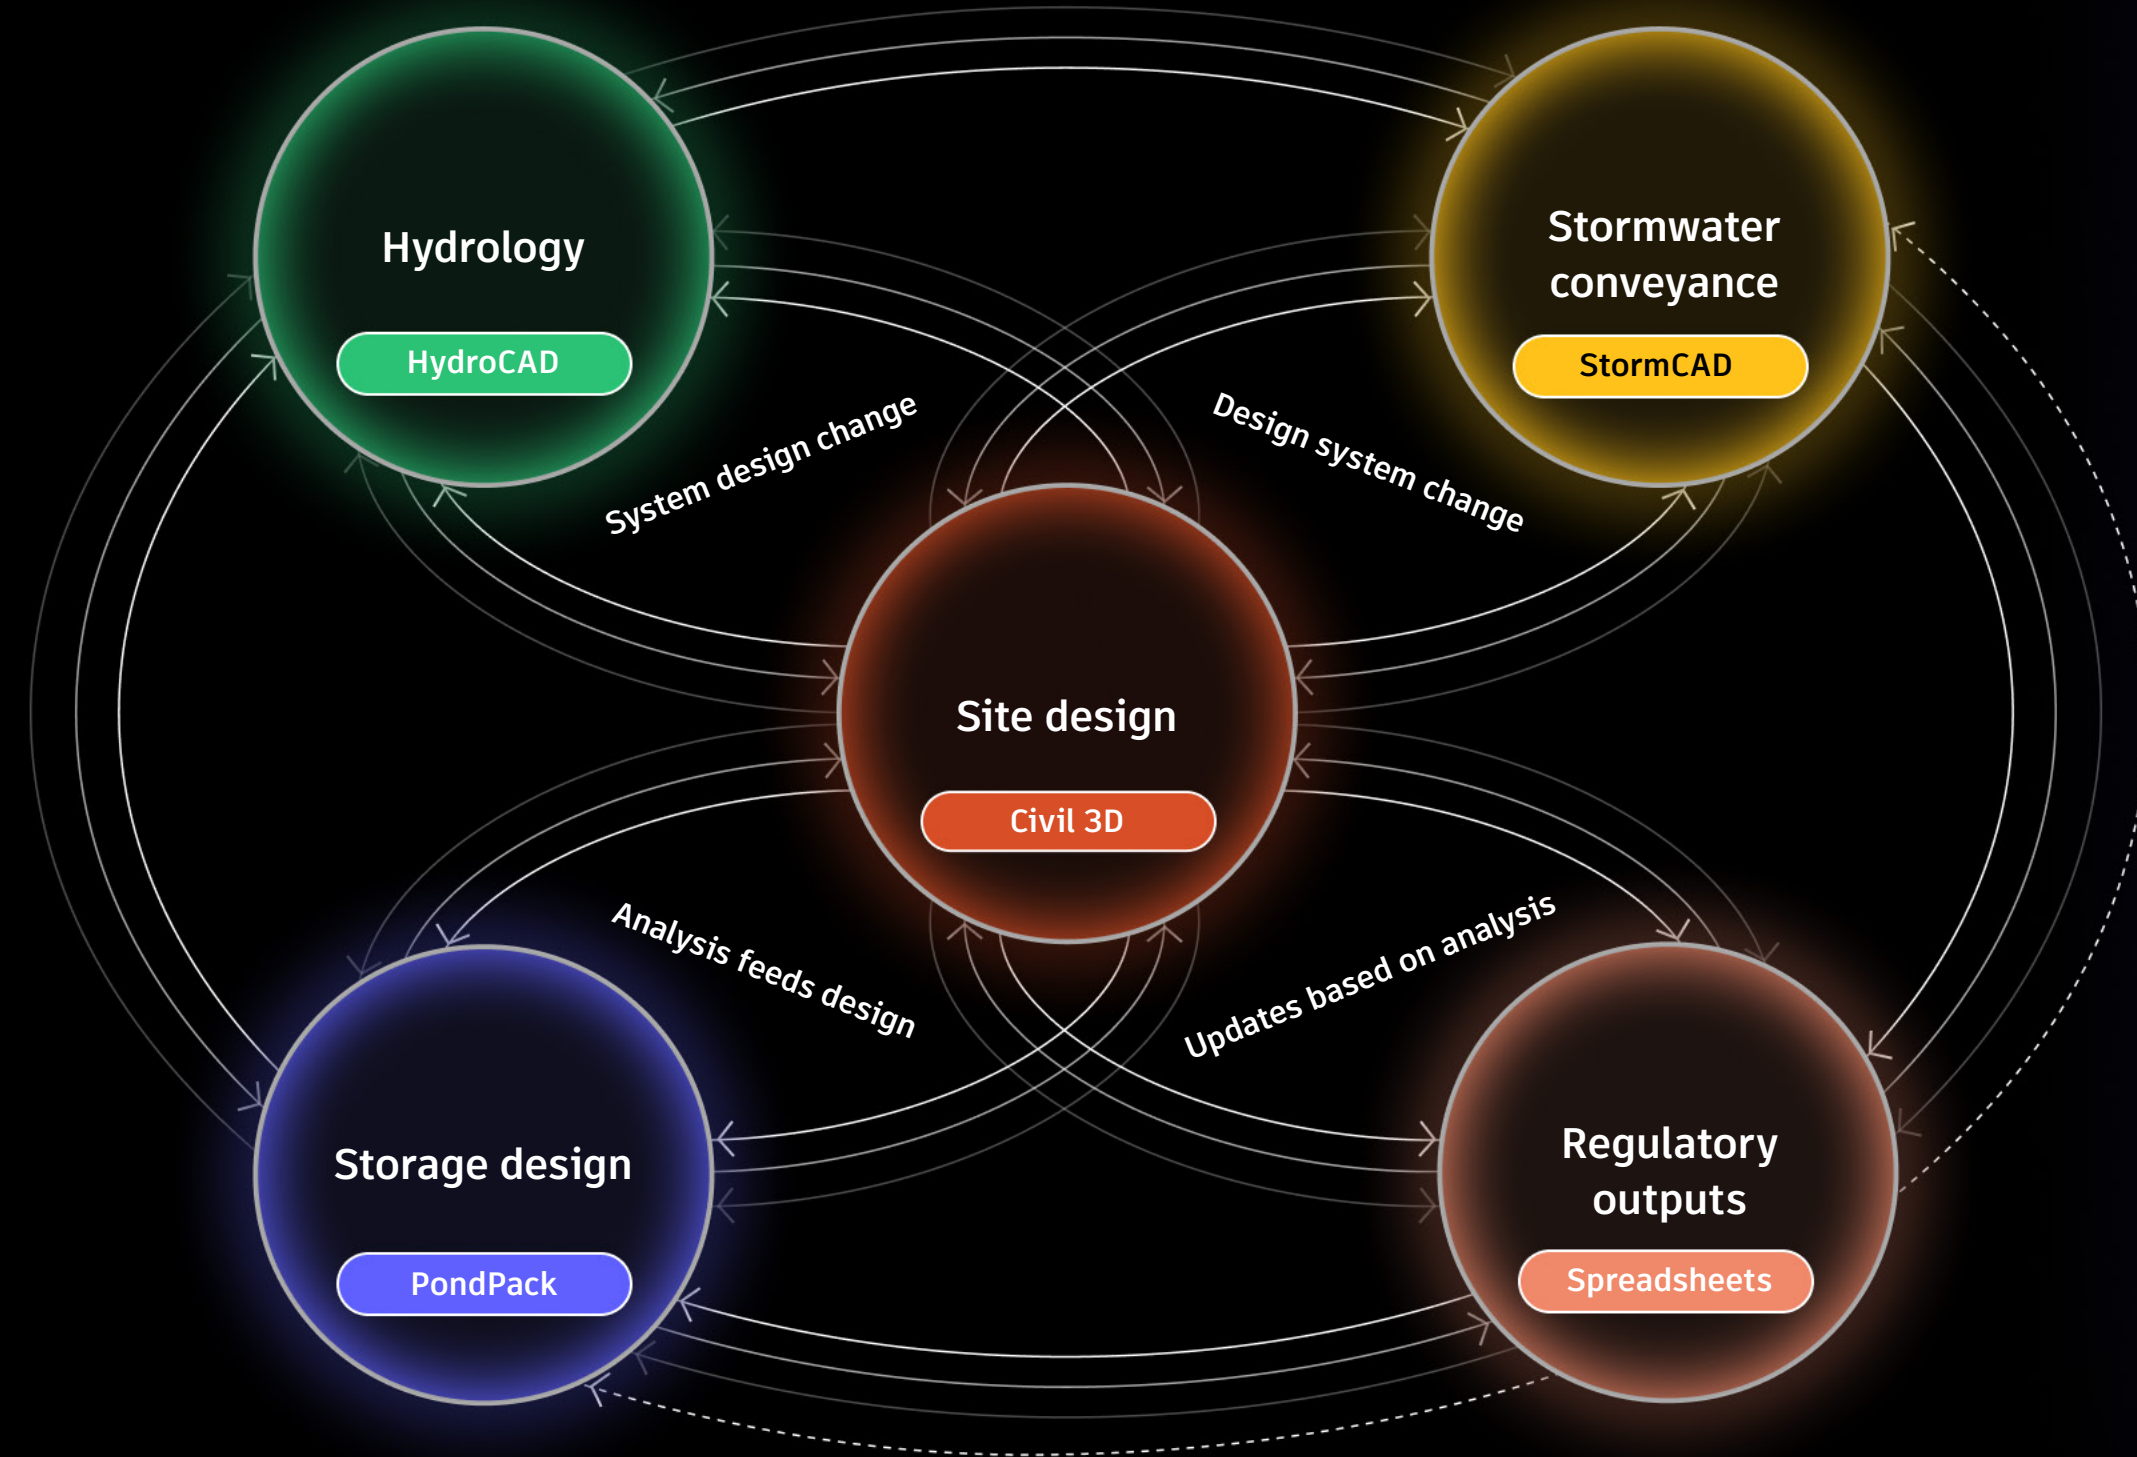 Hydrology
HydroCAD
Stormwater
conveyance
StormCAD
System design change
Design system change
Site design
Civil 3D
Analysis feeds design
Updates based on analysis
Storage design
PondPack
Regulatory
outputs
Spreadsheets